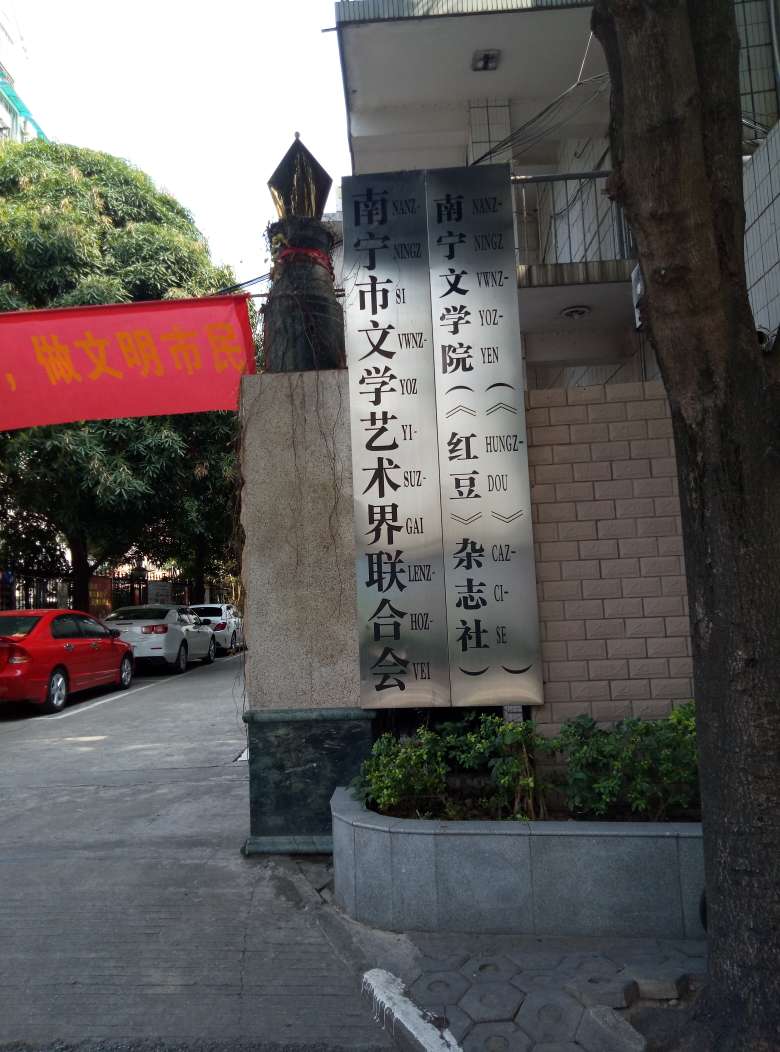 ，做文明市民
南宁市文学艺术界联合会
NANZ-NINGZ SI VWNZ-YOZ YI-SUZ-GAI LENZ-HOZ-VEI
南宁文学院（《红豆》杂志社）
NANZ-NINGZ VWNZ-YOZ-YEN（《HUNGZ-DOU》CAZ-CI-SE）